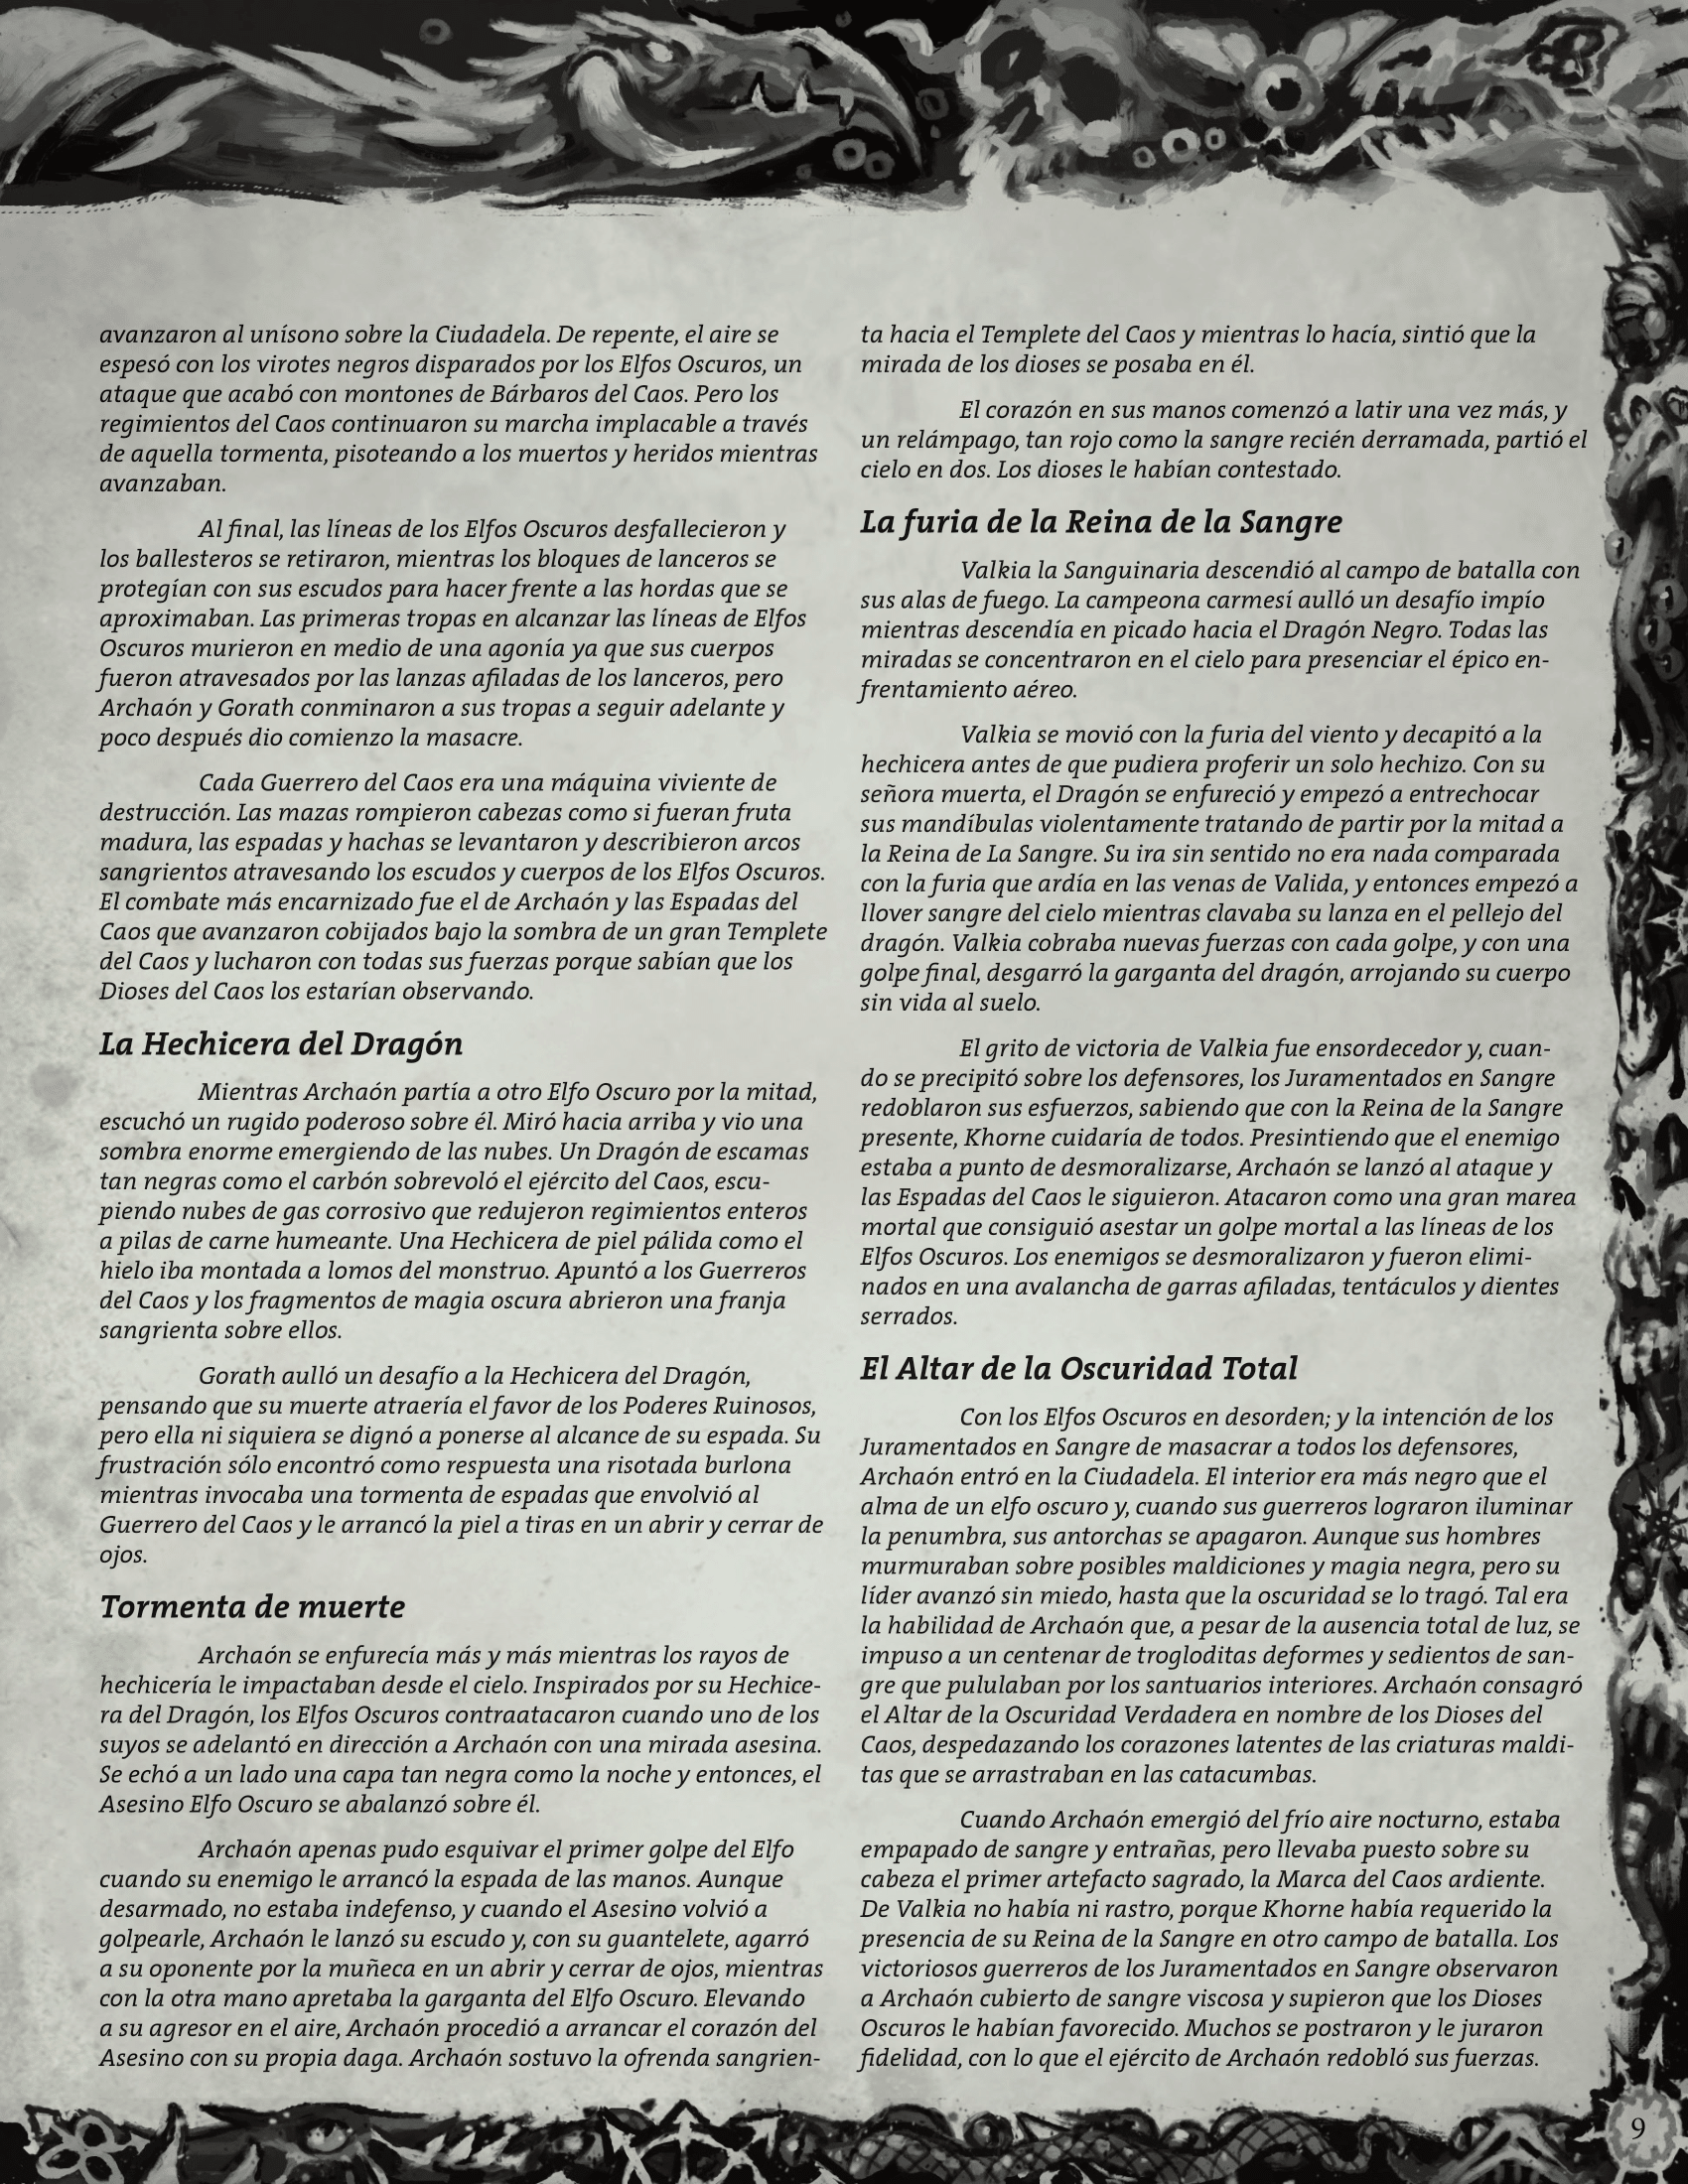 avanzaron al unísono sobre la Ciudadela. De repente, el aire se
espesó con los virotes negros disparados por los Elfos Oscuros, un
ataque que acabó con montones de Bárbaros del Caos. Pero los
regimientos del Caos continuaron su marcha implacable a través
de aquella tormenta, pisoteando a los muertos y heridos mientras
avanzaban.
Al final, las líneas de los Elfos Oscuros desfallecieron y
los ballesteros se retiraron, mientras los bloques de lanceros se
protegían con sus escudos para hacer frente a las hordas que se
aproximaban. Las primeras tropas en alcanzar las líneas de Elfos
Oscuros murieron en medio de una agonía ya que sus cuerpos
fueron atravesados por las lanzas afiladas de los lanceros, pero
Archaón y Gorath conminaron a sus tropas a seguir adelante y
poco después dio comienzo la masacre.
Cada Guerrero del Caos era una máquina viviente de
destrucción. Las mazas rompieron cabezas como si fueran fruta
madura, las espadas y hachas se levantaron y describieron arcos
sangrientos atravesando los escudos y cuerpos de los Elfos Oscuros.
El combate más encarnizado fue el de Archaón y las Espadas del
Caos que avanzaron cobijados bajo la sombra de un gran Templete
del Caos y lucharon con todas sus fuerzas porque sabían que los
Dioses del Caos los estarían observando.
La Hechicera del Dragón
Mientras Archaón partía a otro Elfo Oscuro por la mitad,
escuchó un rugido poderoso sobre él. Miró hacia arriba y vio una
sombra enorme emergiendo de las nubes. Un Dragón de escamas
tan negras como el carbón sobrevoló el ejército del Caos, escu-
piendo nubes de gas corrosivo que redujeron regimientos enteros
a pilas de carne humeante. Una Hechicera de piel pálida como el
hielo iba montada a lomos del monstruo. Apuntó a los Guerreros
del Caos y los fragmentos de magia oscura abrieron una franja
sangrienta sobre ellos.
Gorath aulló un desafío a la Hechicera del Dragón,
pensando que su muerte atraería el favor de los Poderes Ruinosos,
pero ella ni siquiera se dignó a ponerse al alcance de su espada. Su
frustración sólo encontró como respuesta una risotada burlona
mientras invocaba una tormenta de espadas que envolvió al
Guerrero del Caos y le arrancó la piel a tiras en un abrir y cerrar de
ojos.
Tormenta de muerte
Archaón se enfurecía más y más mientras los rayos de
hechicería le impactaban desde el cielo. Inspirados por su Hechice-
ra del Dragón, los Elfos Oscuros contraatacaron cuando uno de los
suyos se adelantó en dirección a Archaón con una mirada asesina.
Se echó a un lado una capa tan negra como la noche y entonces, el
Asesino Elfo Oscuro se abalanzó sobre él.
Archaón apenas pudo esquivar el primer golpe del Elfo
cuando su enemigo le arrancó la espada de las manos. Aunque
desarmado, no estaba indefenso, y cuando el Asesino volvió a
golpearle, Archaón le lanzó su escudo y, con su guantelete, agarró
a su oponente por la muñeca en un abrir y cerrar de ojos, mientras
con la otra mano apretaba la garganta del Elfo Oscuro. Elevando
a su agresor en el aire, Archaón procedió a arrancar el corazón del
Asesino con su propia daga. Archaón sostuvo la ofrenda sangrien-
ta hacia el Templete del Caos y mientras lo hacía, sintió que la
mirada de los dioses se posaba en él.
El corazón en sus manos comenzó a latir una vez más, y
un relámpago, tan rojo como la sangre recién derramada, partió el
cielo en dos. Los dioses le habían contestado.
La furia de la Reina de la Sangre
Valkia la Sanguinaria descendió al campo de batalla con
sus alas de fuego. La campeona carmesí aulló un desafío impío
mientras descendía en picado hacia el Dragón Negro. Todas las
miradas se concentraron en el cielo para presenciar el épico en-
frentamiento aéreo.
Valkia se movió con la furia del viento y decapitó a la
hechicera antes de que pudiera proferir un solo hechizo. Con su
señora muerta, el Dragón se enfureció y empezó a entrechocar
sus mandíbulas violentamente tratando de partir por la mitad a
la Reina de La Sangre. Su ira sin sentido no era nada comparada
con la furia que ardía en las venas de Valida, y entonces empezó a
llover sangre del cielo mientras clavaba su lanza en el pellejo del
dragón. Valkia cobraba nuevas fuerzas con cada golpe, y con una
golpe final, desgarró la garganta del dragón, arrojando su cuerpo
sin vida al suelo.
El grito de victoria de Valkia fue ensordecedor y, cuan-
do se precipitó sobre los defensores, los Juramentados en Sangre
redoblaron sus esfuerzos, sabiendo que con la Reina de la Sangre
presente, Khorne cuidaría de todos. Presintiendo que el enemigo
estaba a punto de desmoralizarse, Archaón se lanzó al ataque y
las Espadas del Caos le siguieron. Atacaron como una gran marea
mortal que consiguió asestar un golpe mortal a las líneas de los
Elfos Oscuros. Los enemigos se desmoralizaron y fueron elimi-
nados en una avalancha de garras afiladas, tentáculos y dientes
serrados.
El Altar de la Oscuridad Total
Con los Elfos Oscuros en desorden; y la intención de los
Juramentados en Sangre de masacrar a todos los defensores,
Archaón entró en la Ciudadela. El interior era más negro que el
alma de un elfo oscuro y, cuando sus guerreros lograron iluminar
la penumbra, sus antorchas se apagaron. Aunque sus hombres
murmuraban sobre posibles maldiciones y magia negra, pero su
líder avanzó sin miedo, hasta que la oscuridad se lo tragó. Tal era
la habilidad de Archaón que, a pesar de la ausencia total de luz, se
impuso a un centenar de trogloditas deformes y sedientos de san-
gre que pululaban por los santuarios interiores. Archaón consagró
el Altar de la Oscuridad Verdadera en nombre de los Dioses del
Caos, despedazando los corazones latentes de las criaturas maldi-
tas que se arrastraban en las catacumbas.
Cuando Archaón emergió del frío aire nocturno, estaba
empapado de sangre y entrañas, pero llevaba puesto sobre su
cabeza el primer artefacto sagrado, la Marca del Caos ardiente.
De Valkia no había ni rastro, porque Khorne había requerido la
presencia de su Reina de la Sangre en otro campo de batalla. Los
victoriosos guerreros de los Juramentados en Sangre observaron
a Archaón cubierto de sangre viscosa y supieron que los Dioses
Oscuros le habían favorecido. Muchos se postraron y le juraron
fidelidad, con lo que el ejército de Archaón redobló sus fuerzas.
9